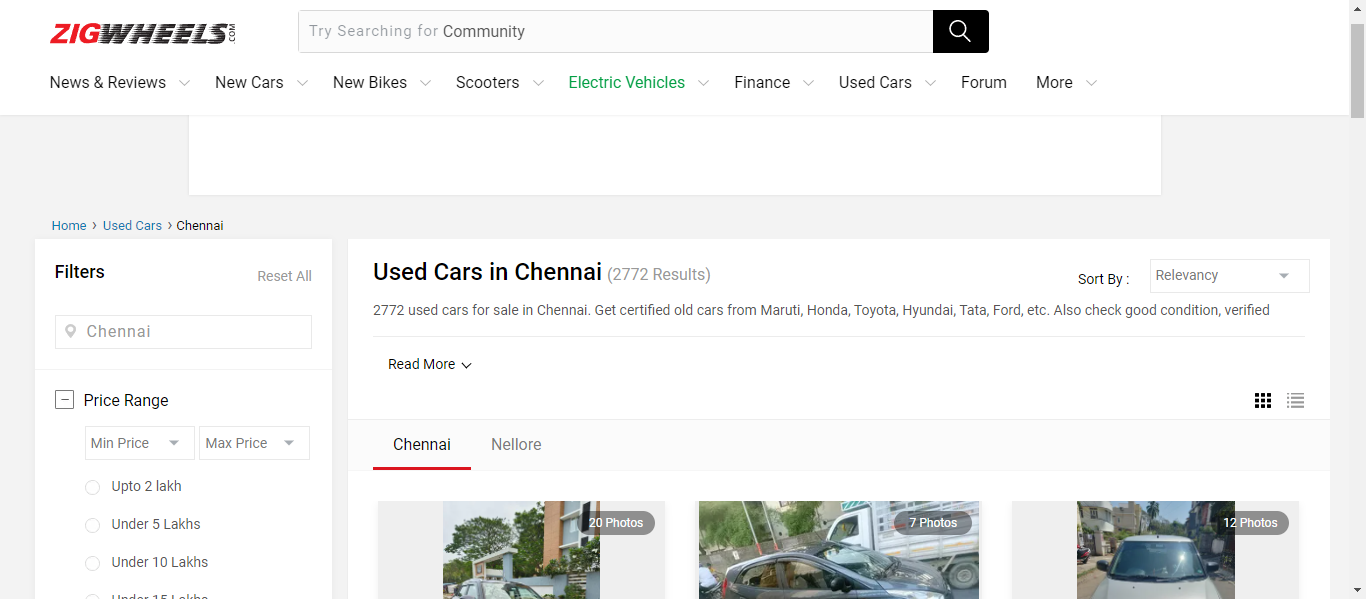 ZIGWHEELS.COM
Try Searching for Community
News & Reviews New Cars New Bikes Scooters Electric Vehicles Finance Used Cars Forum More
Home › Used Cars › Chennai
Filters
Reset All
Chennai
Price Range
Min Price Max Price
Upto 2 lakh
Under 5 Lakhs
Under 10 Lakhs
Under 15 Lakhs
Used Cars in Chennai (2772 Results)
Sort By : Relevancy
2772 used cars for sale in Chennai. Get certified old cars from Maruti, Honda, Toyota, Hyundai, Tata, Ford, etc. Also check good condition, verified
Read More
Chennai Nellore
20 Photos 7 Photos 12 Photos